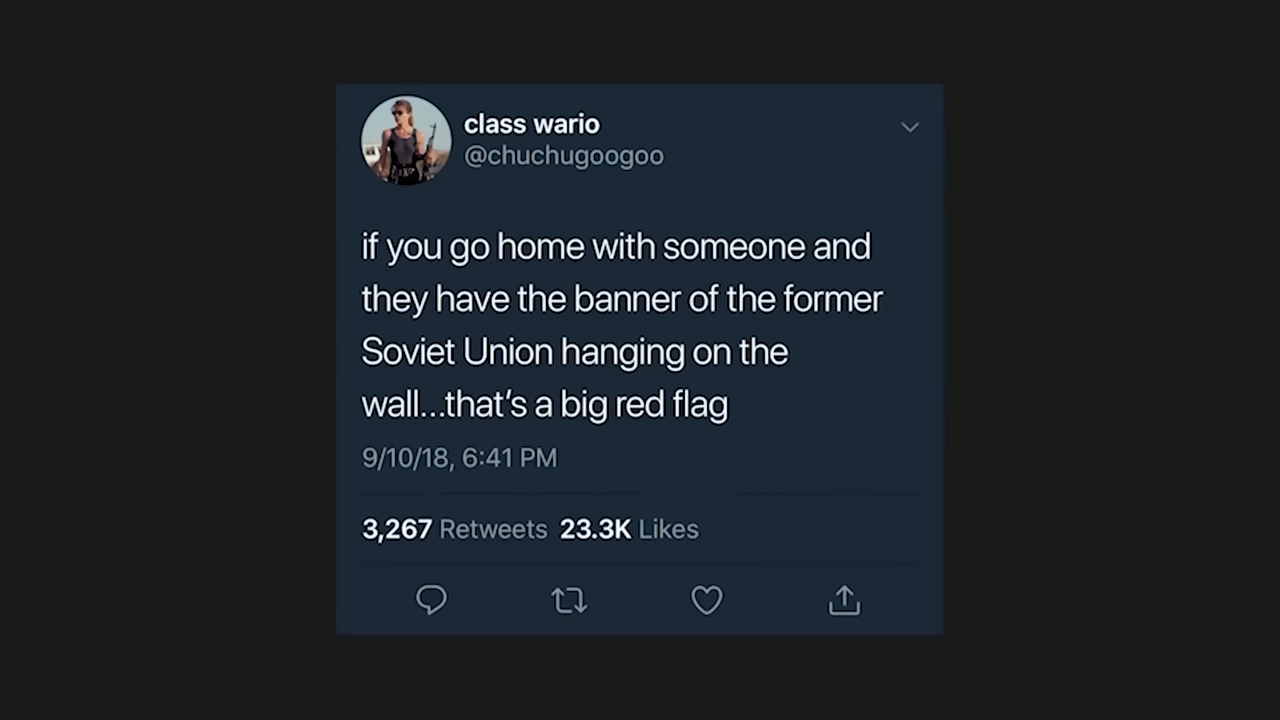 class wario
@chuchugoogoo
if you go home with someone and
they have the banner of the former
Soviet Union hanging on the
wall...that's a big red flag
9/10/18, 6:41 PM
3,267 Retweets 23.3K Likes